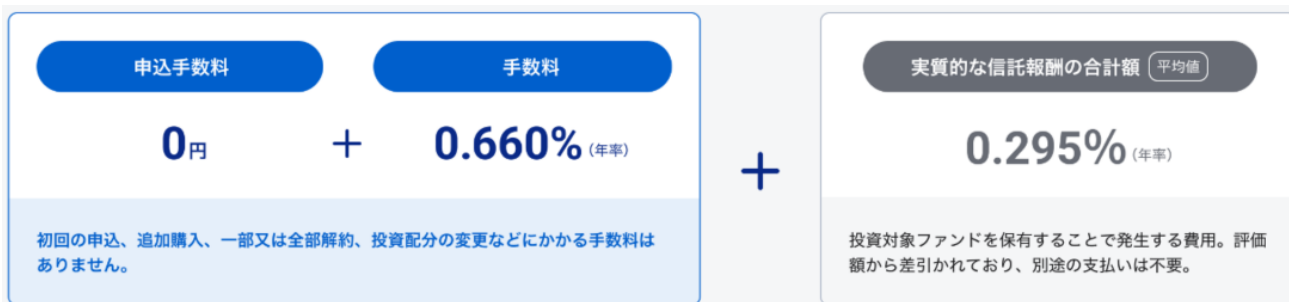 申込手数料
手数料
0円
+
0.660%(年率)
初回の申込、追加購入、一部又は全部解約、投資配分の変更などにかかる手数料は
ありません。
+
実質的な信託報酬の合計額 平均値
0.295%(年率)
投資対象ファンドを保有することで発生する費用。評価
額から差引かれており、別途の支払いは不要。